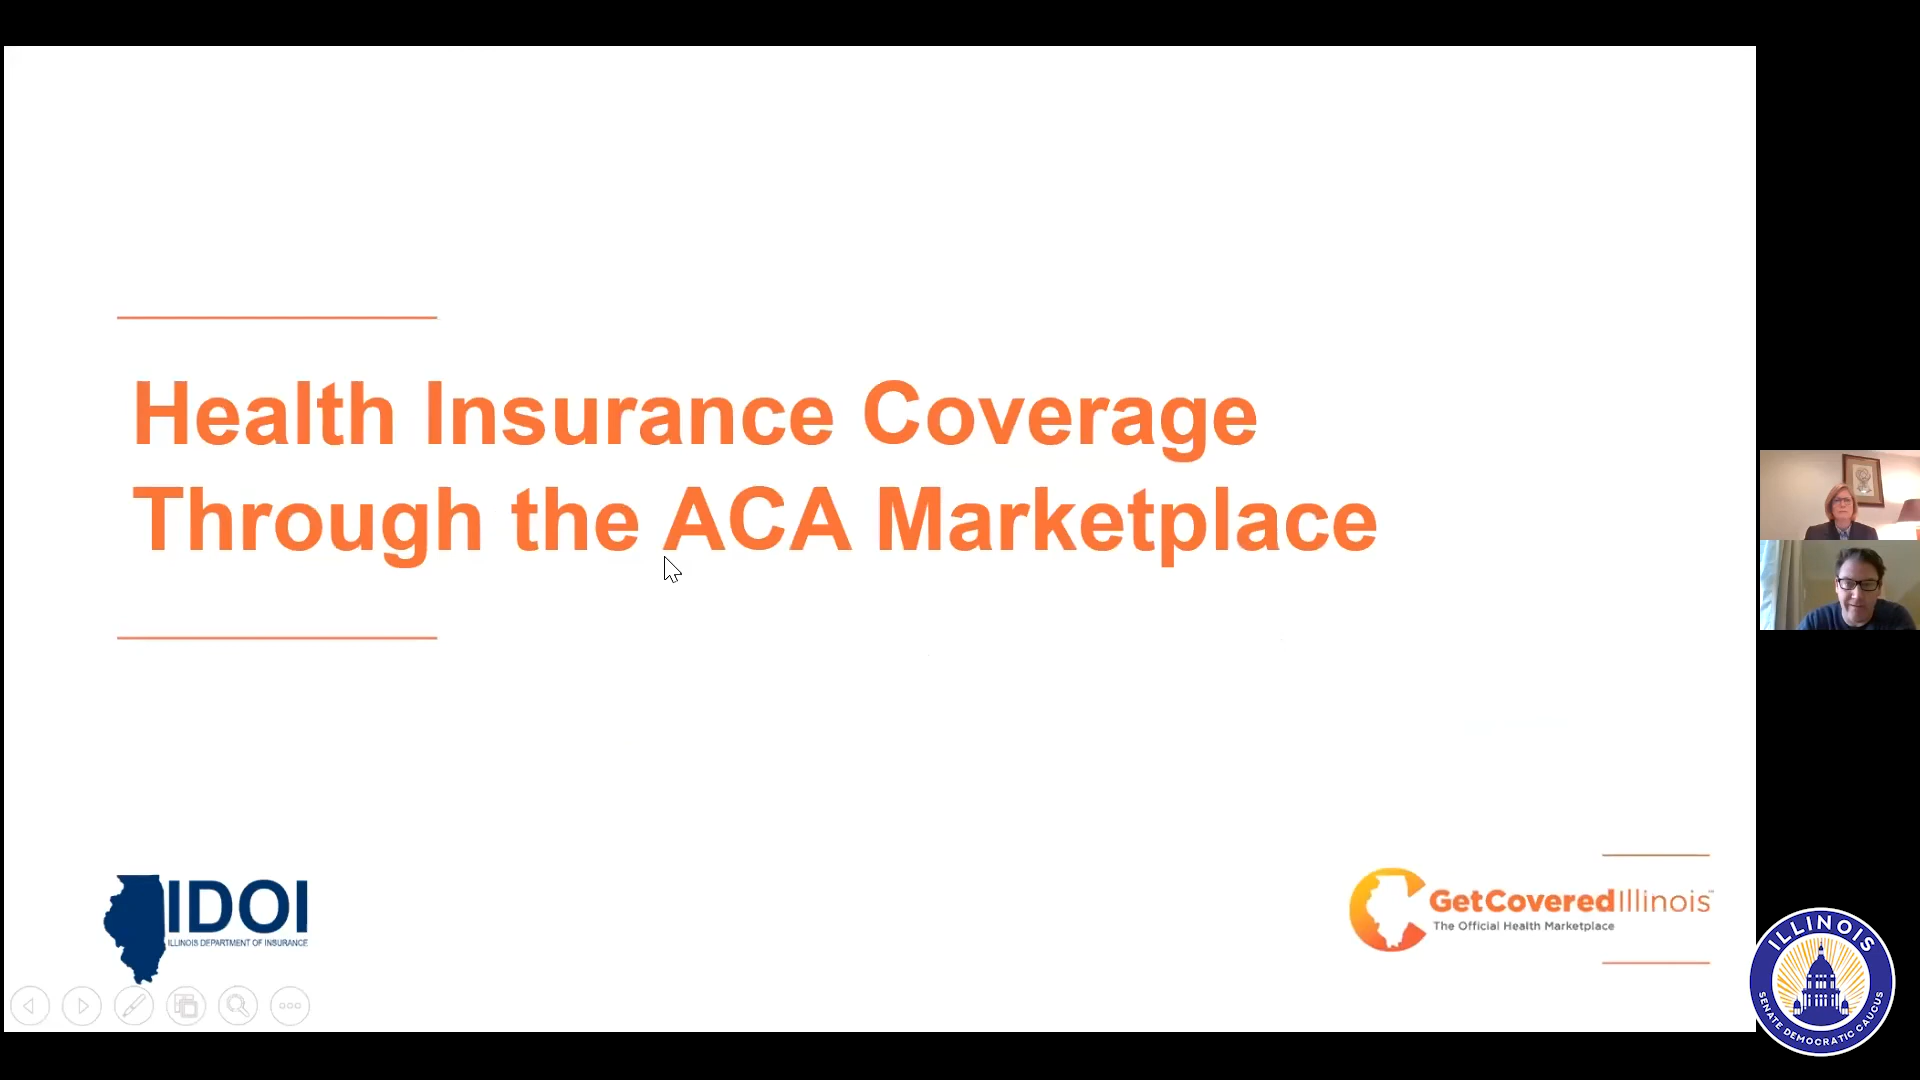 Health Insurance Coverage
Through the ACA Marketplace
IDOI
ILLINOIS DEPARTMENT OF INSURANCE
GetCoveredIllinois
The Official Health Marketplace
ILLINOIS
SENATE DEMOCRATIC CAUCUS